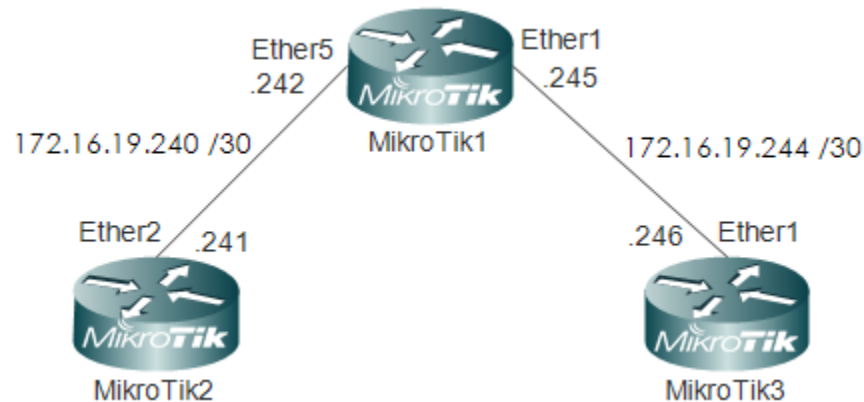 Ether5
Ether1
.242
.245
MikroTik
MikroTik1
172.16.19.240 /30
172.16.19.244 /30
Ether2
.241
.246
Ether1
MikroTik
MikroTik
MikroTik2
MikroTik3